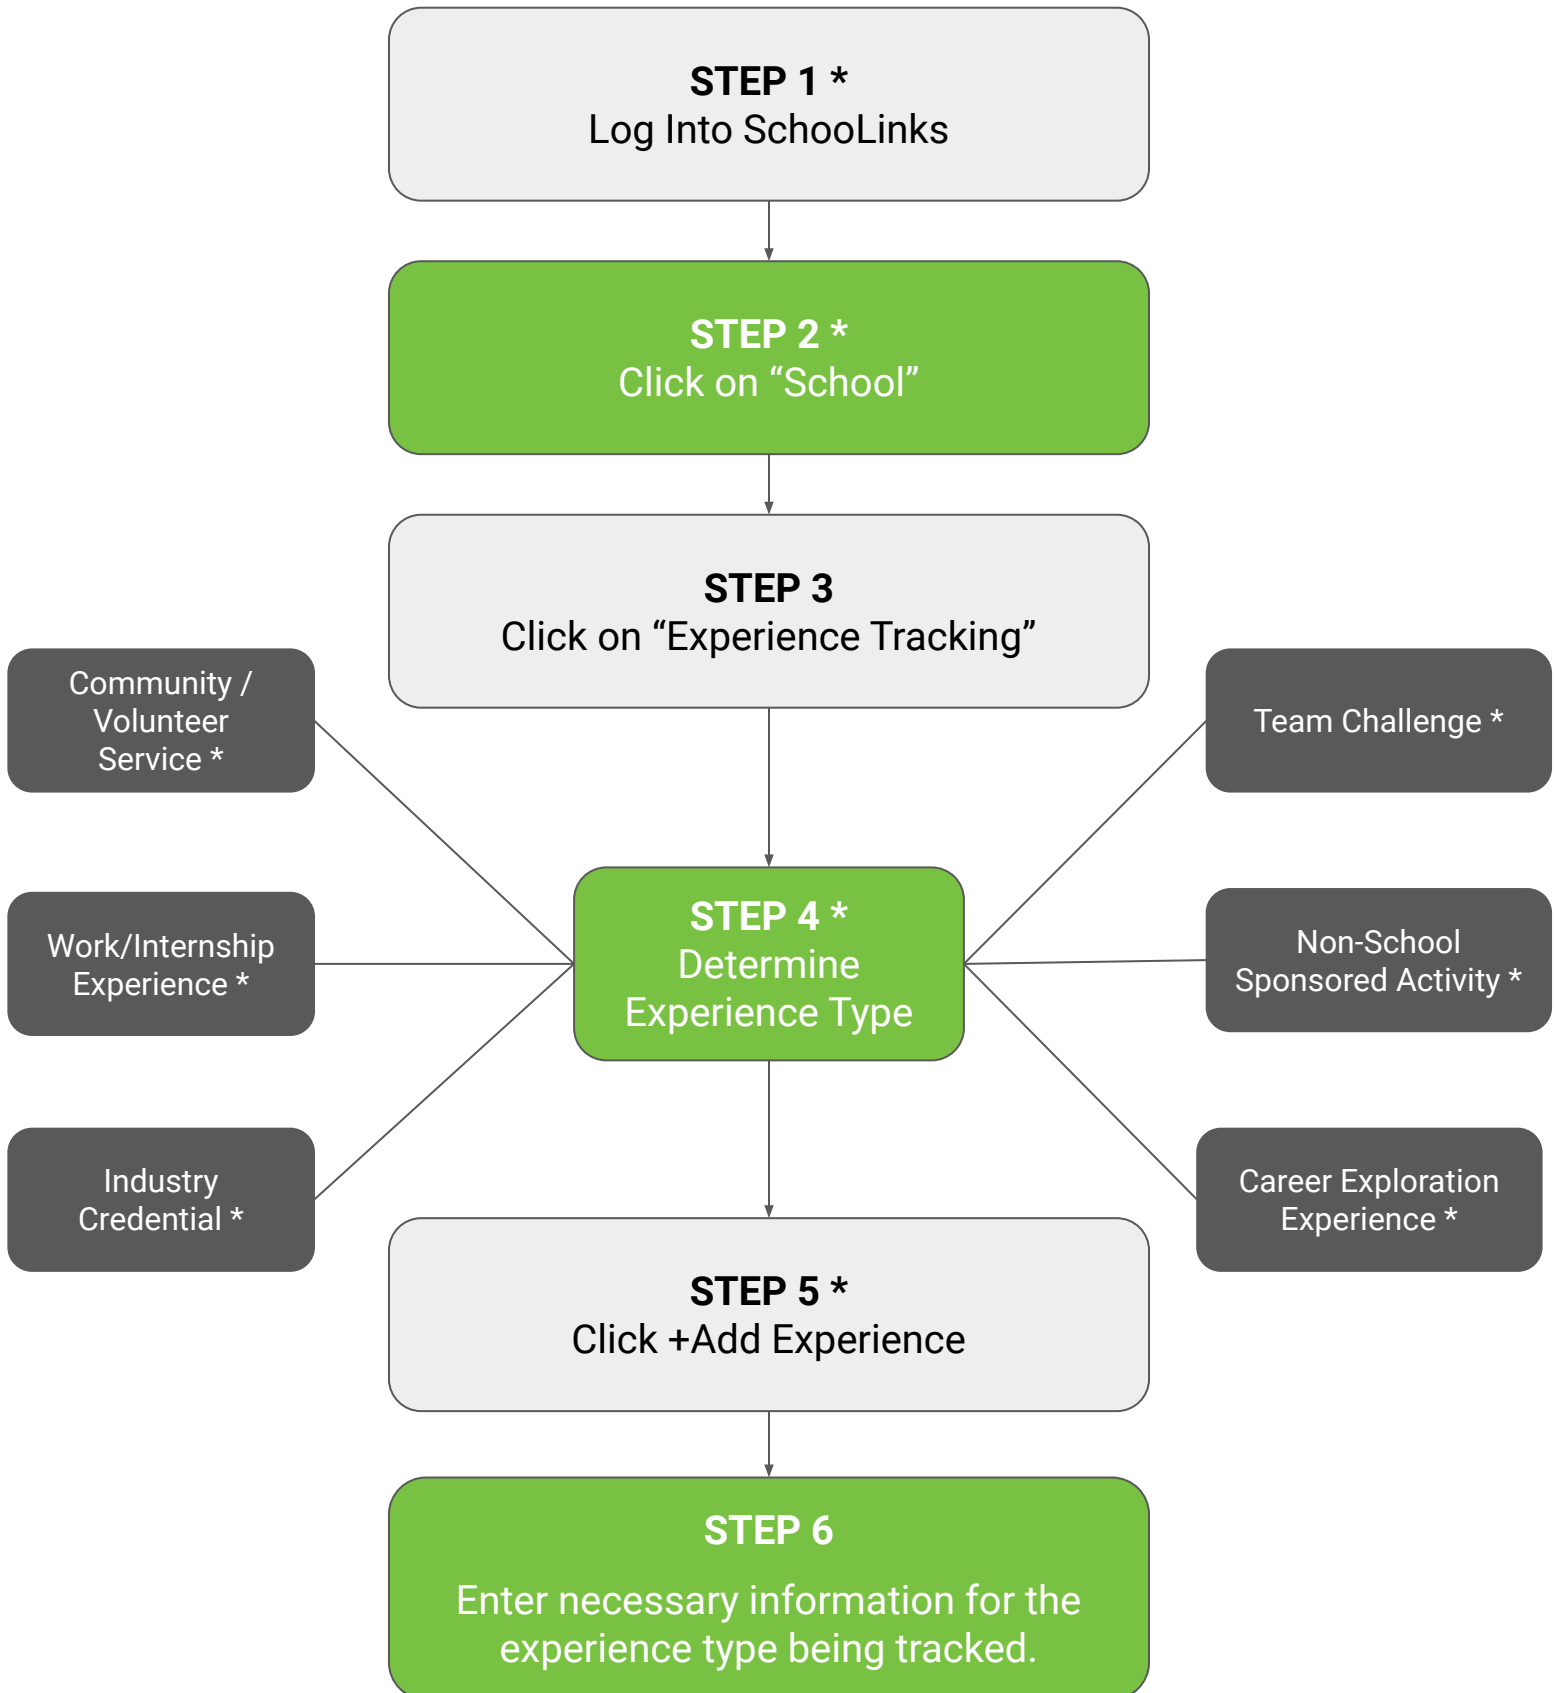 STEP 1 *
Log Into SchooLinks
STEP 2 *
Click on “School”
STEP 3
Click on “Experience Tracking”
Community /
Volunteer
Service *
Team Challenge *
Work/Internship
Experience *
STEP 4 *
Determine
Experience Type
Non-School
Sponsored Activity *
Industry
Credential *
Career Exploration
Experience *
STEP 5 *
Click +Add Experience
STEP 6
Enter necessary information for the
experience type being tracked.